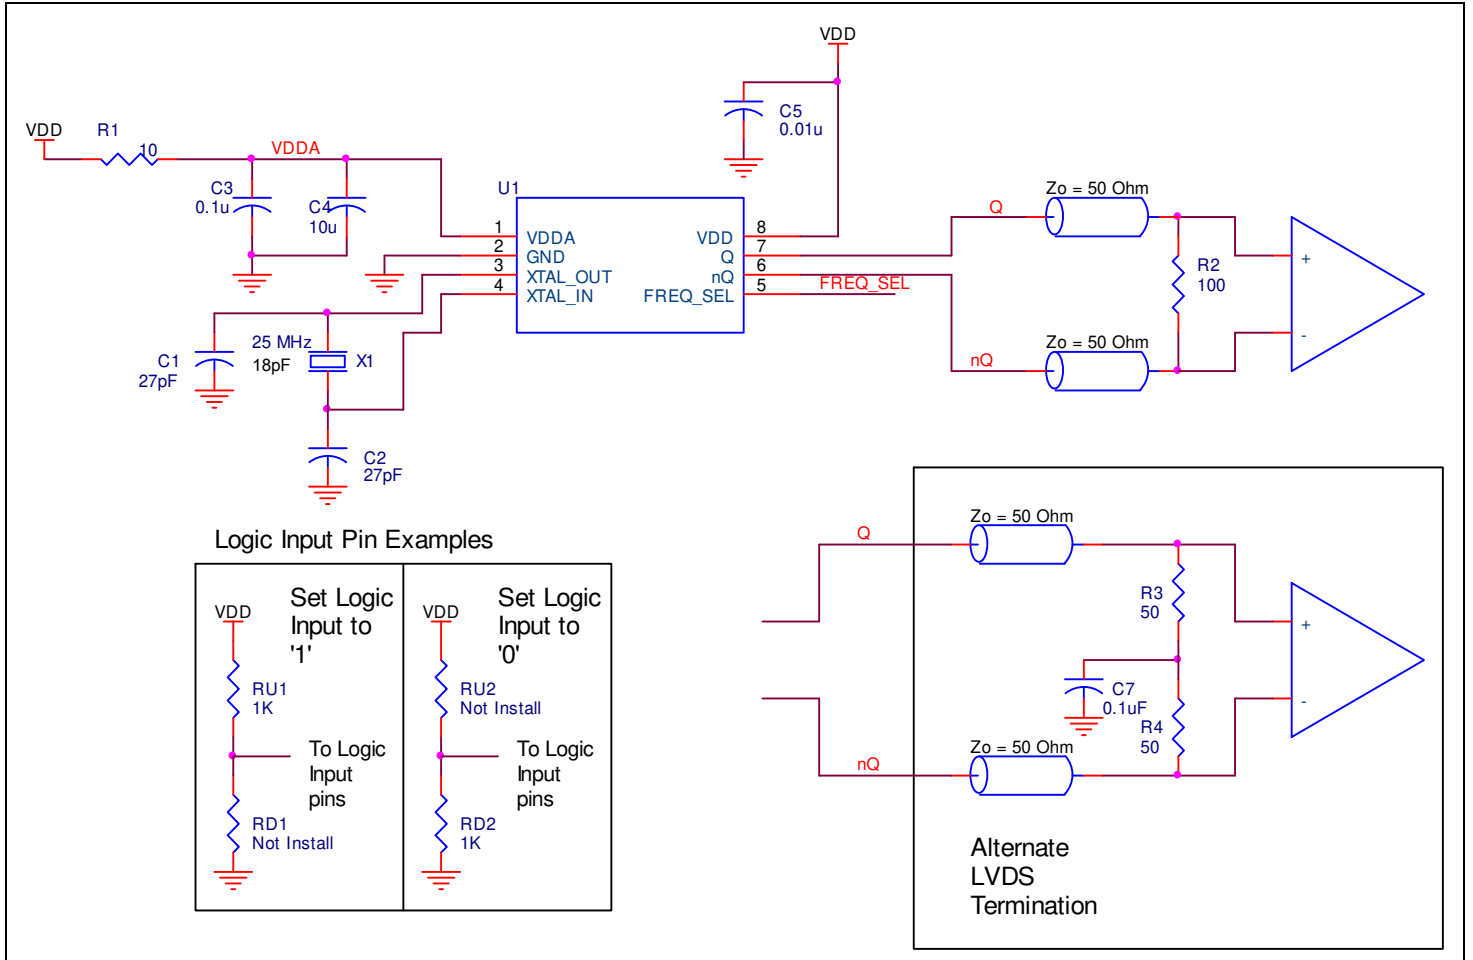 VDD
VDD
R1
10
VDDA
C5
0.01u
C3
0.1u
C4
10u
U1
1
2
3
4
VDDA
GND
XTAL_OUT
XTAL_IN
VDD
Q
nQ
FREQ_SEL
8
7
6
5
FREQ_SEL
Q
Zo = 50 Ohm
R2
100
+
-
nQ
Zo = 50 Ohm
25 MHz
18pF
X1
C1
27pF
C2
27pF
Logic Input Pin Examples
VDD
Set Logic
Input to
'1'
RU1
1K
To Logic
Input
pins
RD1
Not Install
VDD
Set Logic
Input to
'0'
RU2
Not Install
To Logic
Input
pins
RD2
1K
Q
Zo = 50 Ohm
R3
50
C7
0.1uF
R4
50
+
-
nQ
Zo = 50 Ohm
Alternate
LVDS
Termination